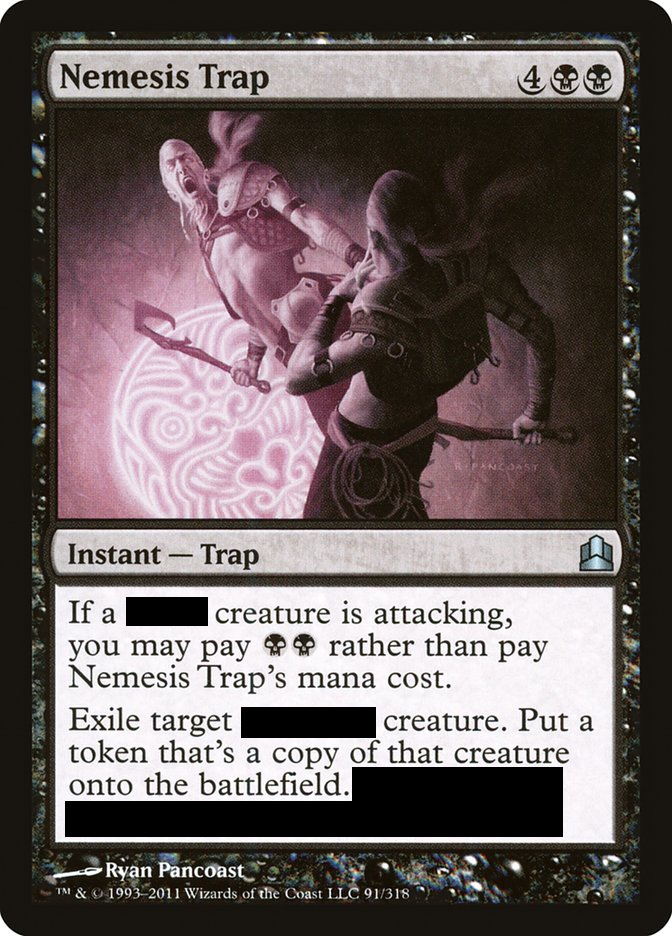 Nemesis Trap 4
R·PANCOAST
Instant — Trap
If a creature is attacking,
you may pay rather than pay
Nemesis Trap's mana cost.
Exile target creature. Put a
token that's a copy of that creature
onto the battlefield.
Ryan Pancoast
™ & © 1993–2011 Wizards of the Coast LLC 91/318